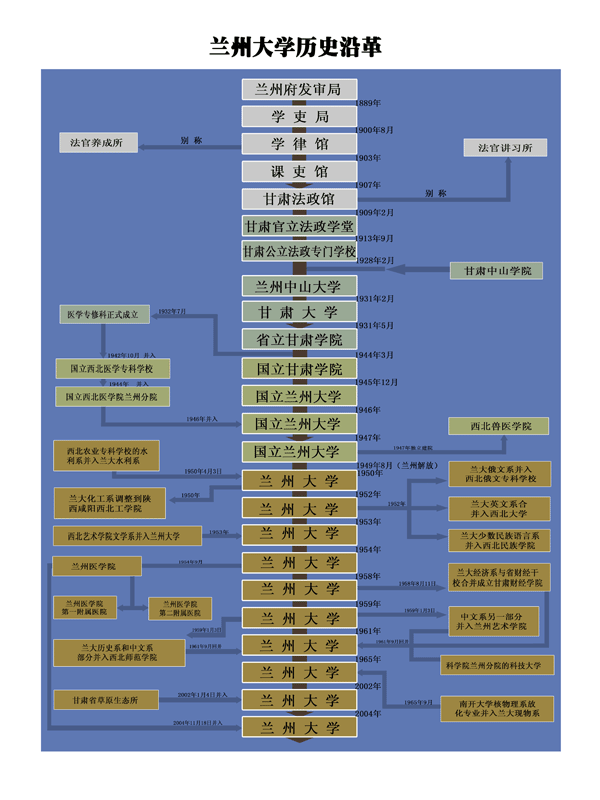 兰州大学历史沿革
兰州府发审局
1889年
学吏局
1900年8月
法官养成所
别 称
学律馆
1903年
法官讲习所
课吏馆
1907年
甘肃法政馆
别 称
1909年2月
甘肃官立法政学堂
1913年9月
甘肃公立法政专门学校
1928年2月
甘肃中山学院
兰州中山大学
1931年2月
医学专修科正式成立
1932年7月
甘肃大学
1931年5月
省立甘肃学院
1944年3月
1942年10月 并入
国立西北医学专科学校
国立甘肃学院
1945年12月
1944年 并入
国立西北医学院兰州分院
国立兰州大学
1946年
1946年并入
国立兰州大学
西北兽医学院
1947年
国立兰州大学
1947年独立建院
西北农业专科学校的水
利系并入兰大水利系
1949年8月（兰州解放）
1950年4月3日
1950年
兰州大学
兰大俄文系并入
西北俄文专科学校
兰大化工系调整到陕
西咸阳西北工学院
1950年
1952年
兰州大学
1952年
兰大英文系合
并入西北大学
1953年
西北艺术学院文学系并入兰州大学
1953年
兰州大学
兰大少数民族语言系
并入西北民族学院
1954年
兰州医学院
1954年9月
兰州大学
兰大经济系与省财经干
校合并成立甘肃财经学院
1958年
兰州大学
1958年8月11日
兰州医学院
第一附属医院
兰州医学院
第二附属医院
1959年
兰州大学
1959年1月3日
中文系另一部分
并入兰州艺术学院
1959年1月3日
1961年
兰大历史系和中文系
部分并入西北师范学院
1961年9月回并
兰州大学
1961年9月回并
1965年
科学院兰州分院的科技大学
兰州大学
2002年
甘肃省草原生态所
2002年1月6日并入
兰州大学
1965年9月
南开大学核物理系放
化专业并入兰大现物系
2004年
2004年11月18日并入
兰州大学